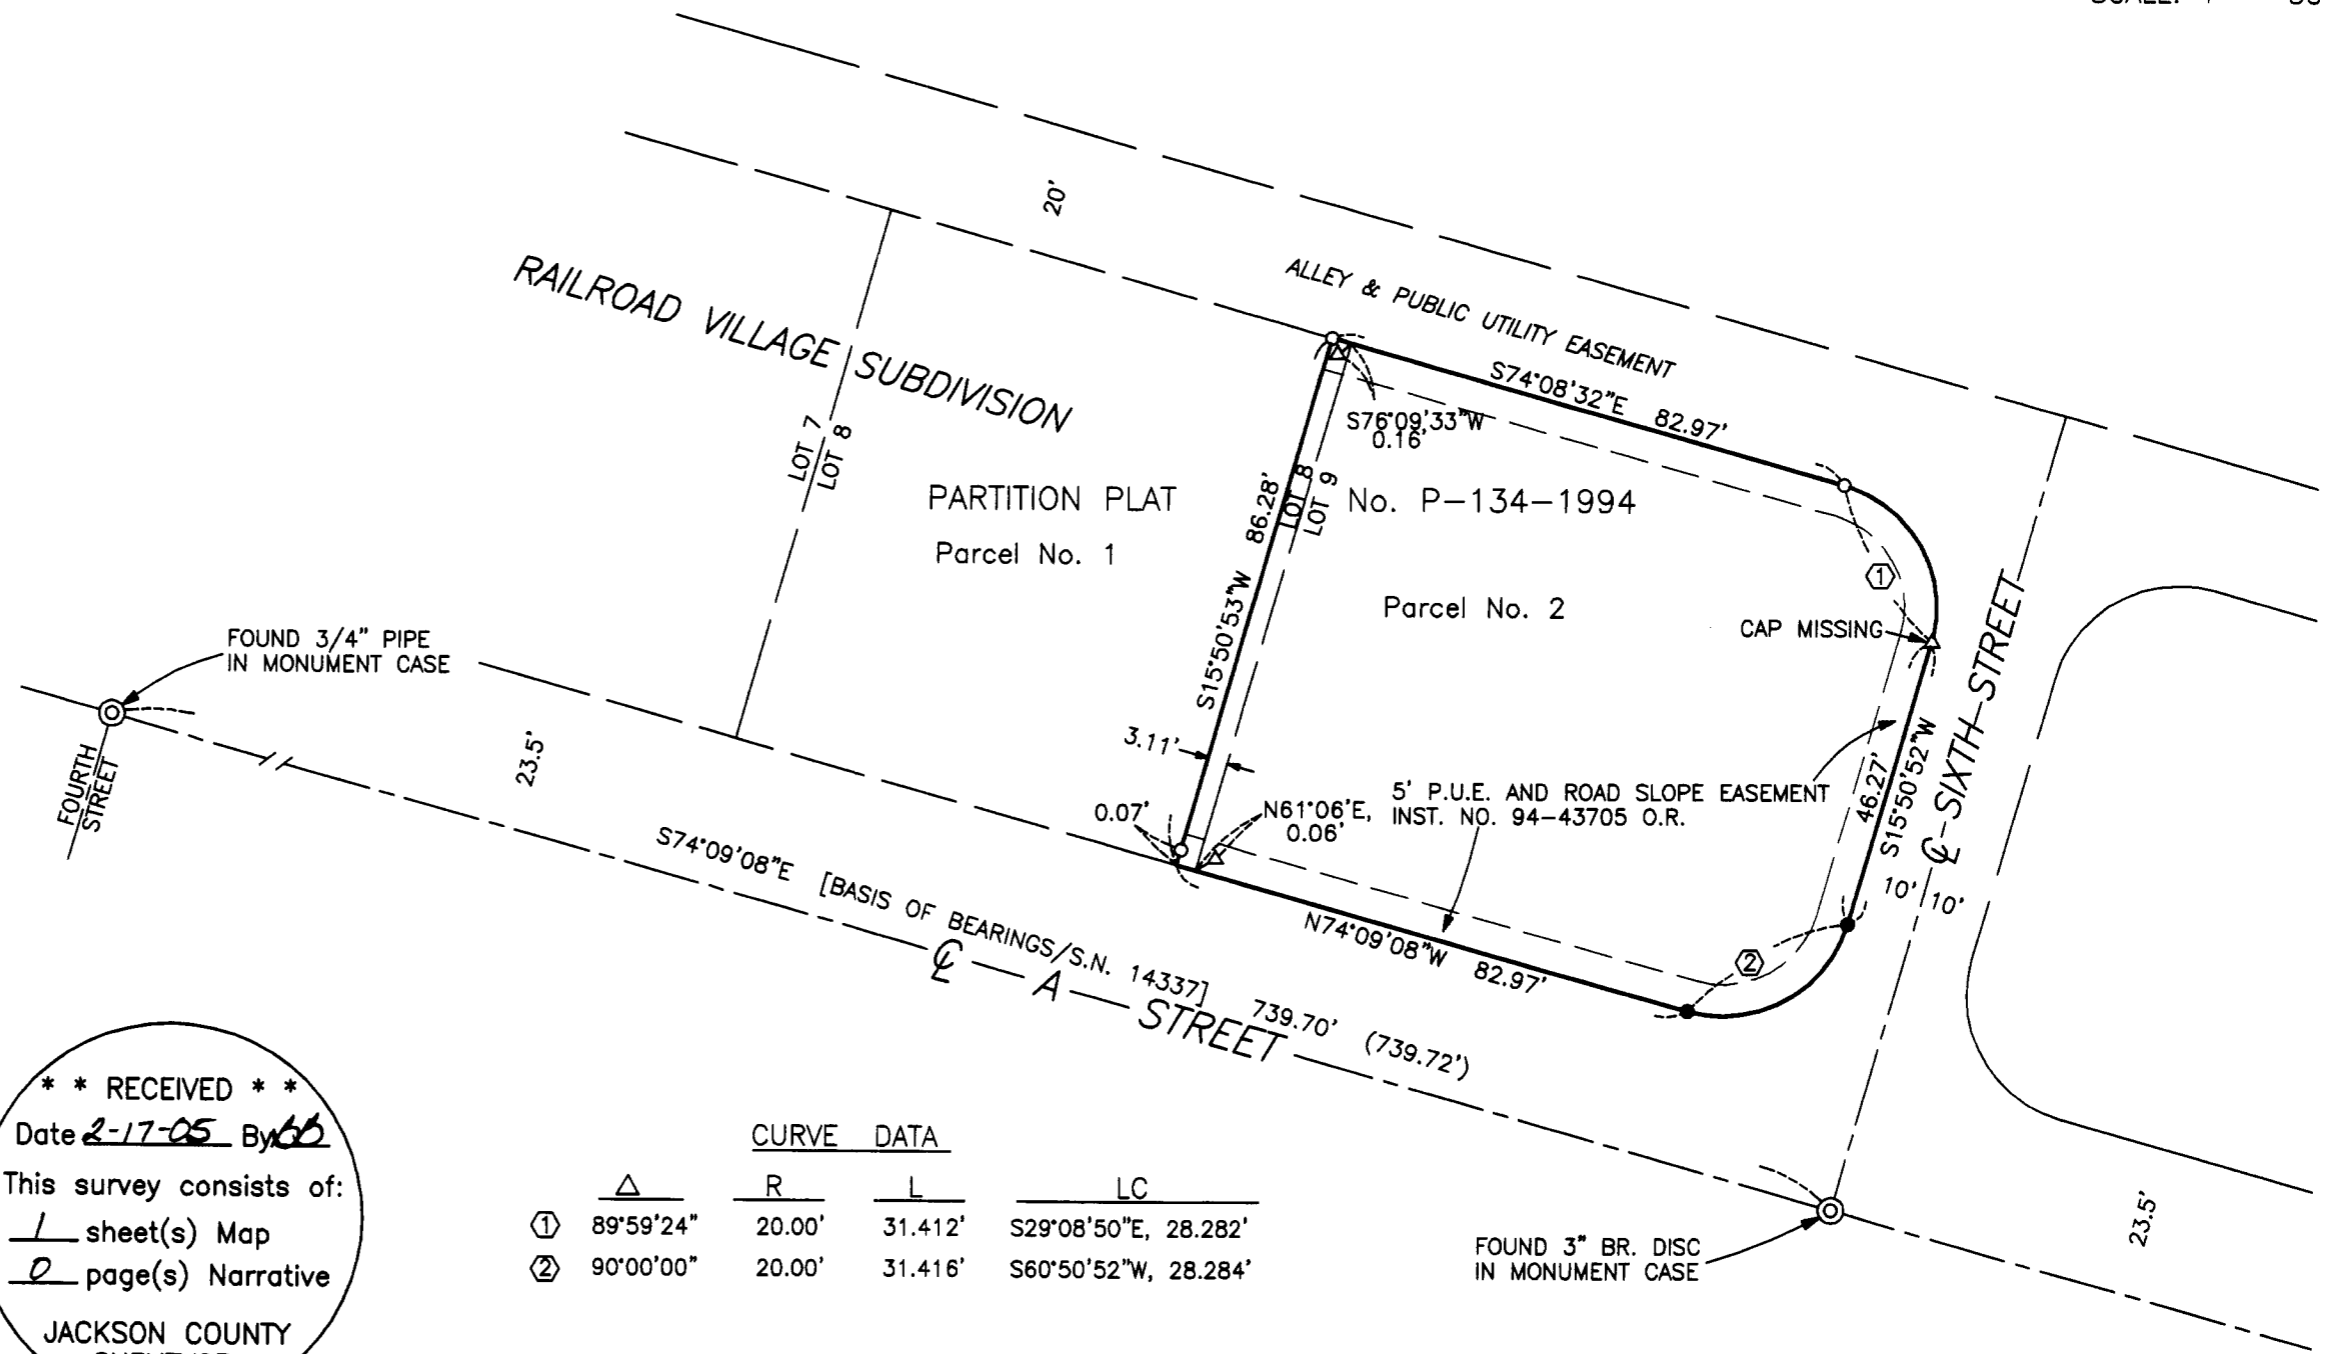 20'
ALLEY & PUBLIC UTILITY EASEMENT
RAILROAD VILLAGE SUBDIVISION
S74°08'32"E 82.97'
S76°09'33"W
0.16'
LOT 7
LOT 8
PARTITION PLAT No. P-134-1994
Parcel No. 1
86.28'
S15°50'53"W
LOT 8
LOT 9
Parcel No. 2
1
CAP MISSING
SIXTH STREET
FOUND 3/4" PIPE
IN MONUMENT CASE
FOURTH
STREET
23.5'
3.11'
0.07'
N61°06'E,
0.06'
5' P.U.E. AND ROAD SLOPE EASEMENT
INST. NO. 94-43705 O.R.
46.27'
S15°50'52"W
℄
10' 10'
2
N74°09'08"W 82.97'
S74°09'08"E [BASIS OF BEARINGS/S.N. 14337] 739.70' (739.72')
℄ A STREET
* * RECEIVED * *
Date 2-17-05 By
This survey consists of:
1 sheet(s) Map
0 page(s) Narrative
JACKSON COUNTY
CURVE DATA
Δ R L LC
1 89°59'24" 20.00' 31.412' S29°08'50"E, 28.282'
2 90°00'00" 20.00' 31.416' S60°50'52"W, 28.284'
FOUND 3" BR. DISC
IN MONUMENT CASE
23.5'